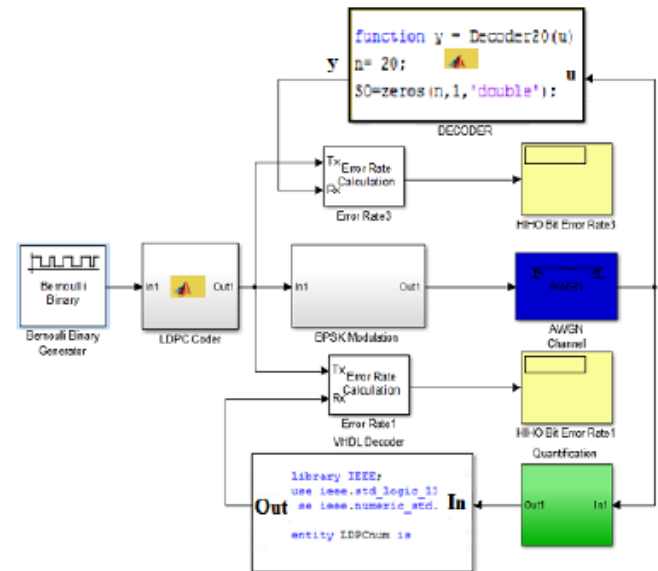 function y = Decoder20(u)
n= 20;
S0=zeros(n,1,'double');
y
u
DECODER
Tx
Rx
Error Rate
Calculation
Error Rate3
HIHO Bit Error Rate3
Bernoulli
Binary
Bernoulli Binary
Generator
In1
Out1
LDPC Coder
In1
Out1
BPSK Modulation
AWGN
AWGN
Channel
Tx
Rx
Error Rate
Calculation
Error Rate1
HIHO Bit Error Rate1
VHDL Decoder
Quantification
library IEEE;
use ieee.std_logic_11
se ieee.numeric_std.
entity LDPCnum is
Out
In
Out1
In1